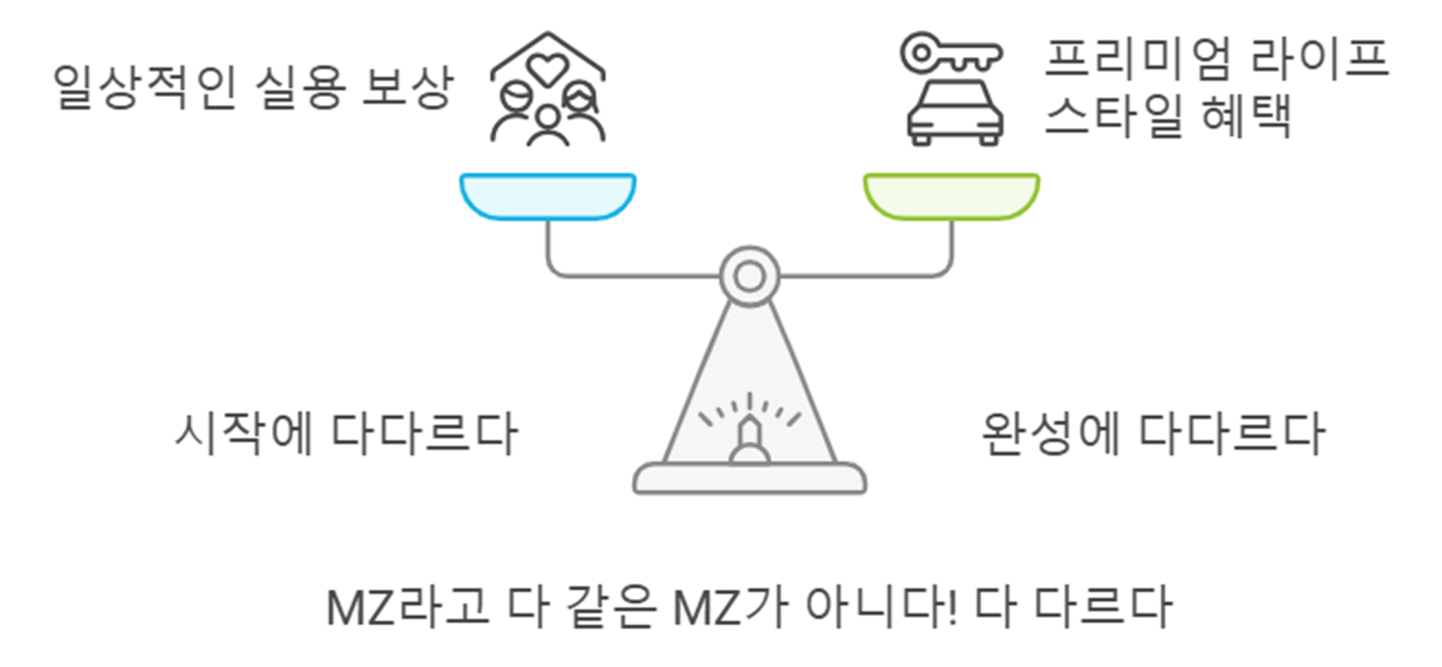 일상적인 실용 보상
프리미엄 라이프
스타일 혜택
시작에 다다르다
완성에 다다르다
MZ라고 다 같은 MZ가 아니다! 다 다르다